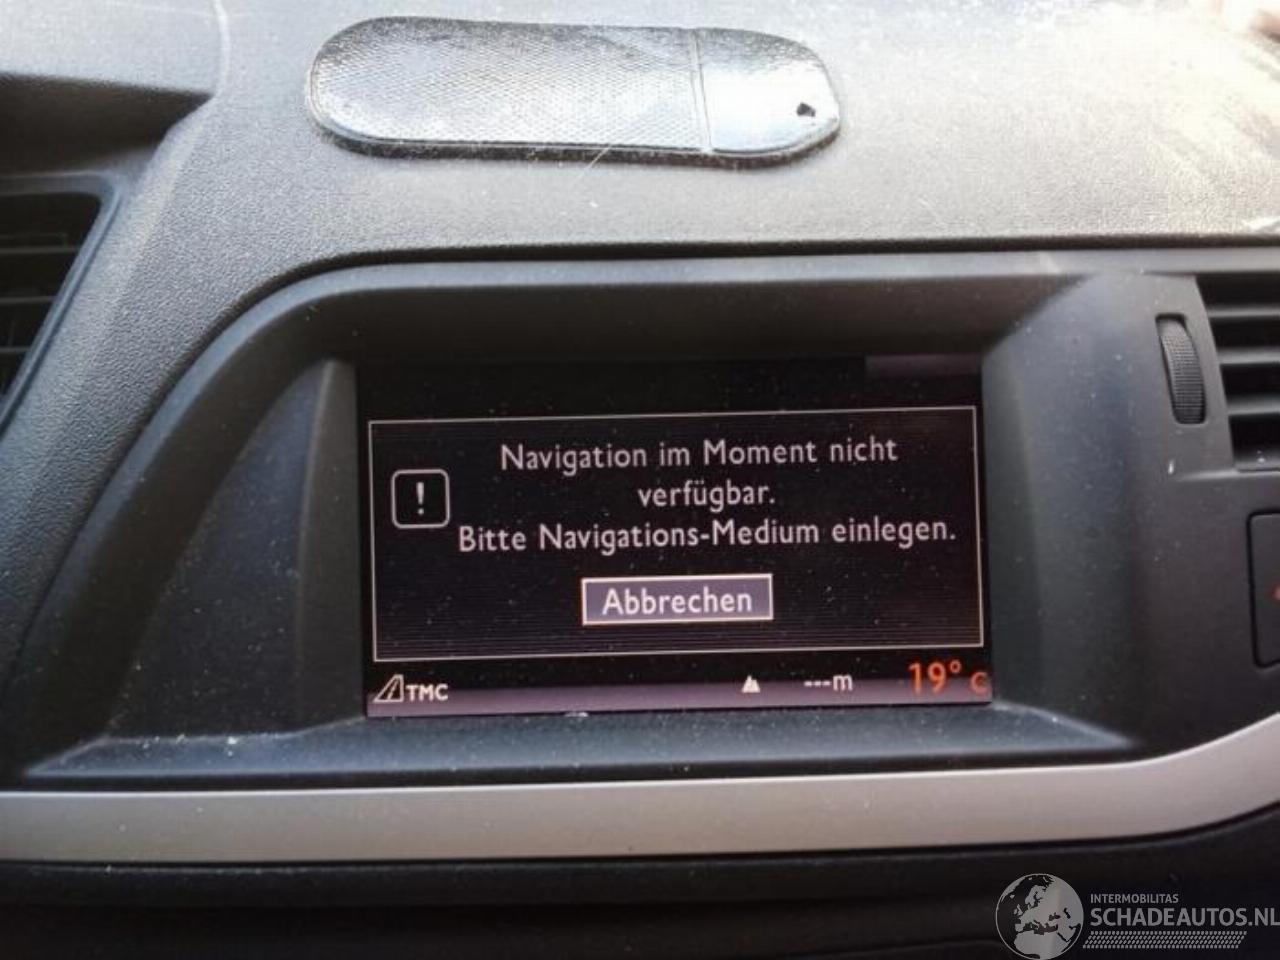 Navigation im Moment nicht
verfügbar.
Bitte Navigations-Medium einlegen.
!
Abbrechen
TMC
---m
19° C
INTERMOBILITAS
SCHADEAUTOS.NL